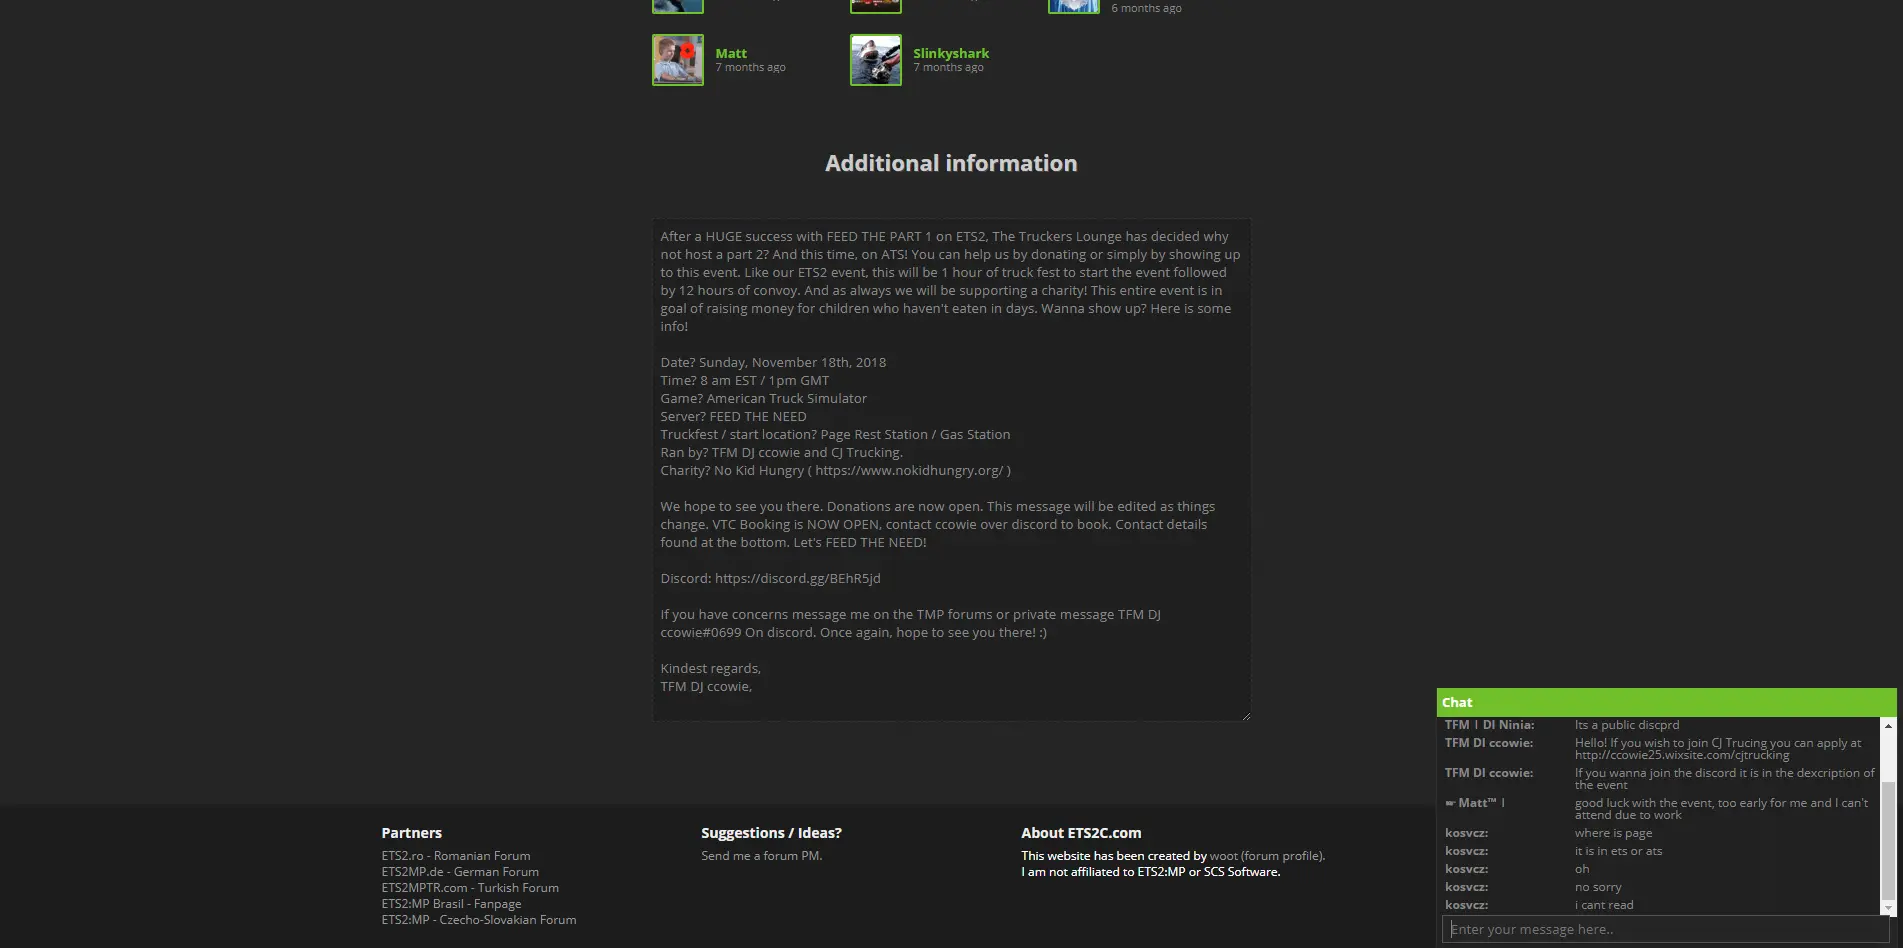 6 months ago
Matt
7 months ago
Slinkyshark
7 months ago
Additional information
After a HUGE success with FEED THE PART 1 on ETS2, The Truckers Lounge has decided why
not host a part 2? And this time, on ATS! You can help us by donating or simply by showing up
to this event. Like our ETS2 event, this will be 1 hour of truck fest to start the event followed
by 12 hours of convoy. And as always we will be supporting a charity! This entire event is in
goal of raising money for children who haven't eaten in days. Wanna show up? Here is some
info!
Date? Sunday, November 18th, 2018
Time? 8 am EST / 1pm GMT
Game? American Truck Simulator
Server? FEED THE NEED
Truckfest / start location? Page Rest Station / Gas Station
Ran by? TFM DJ ccowie and CJ Trucking.
Charity? No Kid Hungry ( https://www.nokidhungry.org/ )
We hope to see you there. Donations are now open. This message will be edited as things
change. VTC Booking is NOW OPEN, contact ccowie over discord to book. Contact details
found at the bottom. Let's FEED THE NEED!
Discord: https://discord.gg/BEhR5jd
If you have concerns message me on the TMP forums or private message TFM DJ
ccowie#0699 On discord. Once again, hope to see you there! :)
Kindest regards,
TFM DJ ccowie,
Chat
TFM | DJ Ninja: Its a public discprd
TFM DJ ccowie: Hello! If you wish to join CJ Trucing you can apply at
http://ccowie25.wixsite.com/cjtrucking
TFM DJ ccowie: If you wanna join the discord it is in the dexcription of
the event
☛ Matt™ | good luck with the event, too early for me and I can't
attend due to work
kosvcz: where is page
kosvcz: it is in ets or ats
kosvcz: oh
kosvcz: no sorry
kosvcz: i cant read
Enter your message here..
Partners
ETS2.ro - Romanian Forum
ETS2MP.de - German Forum
ETS2MPTR.com - Turkish Forum
ETS2:MP Brasil - Fanpage
ETS2:MP - Czecho-Slovakian Forum
Suggestions / Ideas?
Send me a forum PM.
About ETS2C.com
This website has been created by woot (forum profile).
I am not affiliated to ETS2:MP or SCS Software.